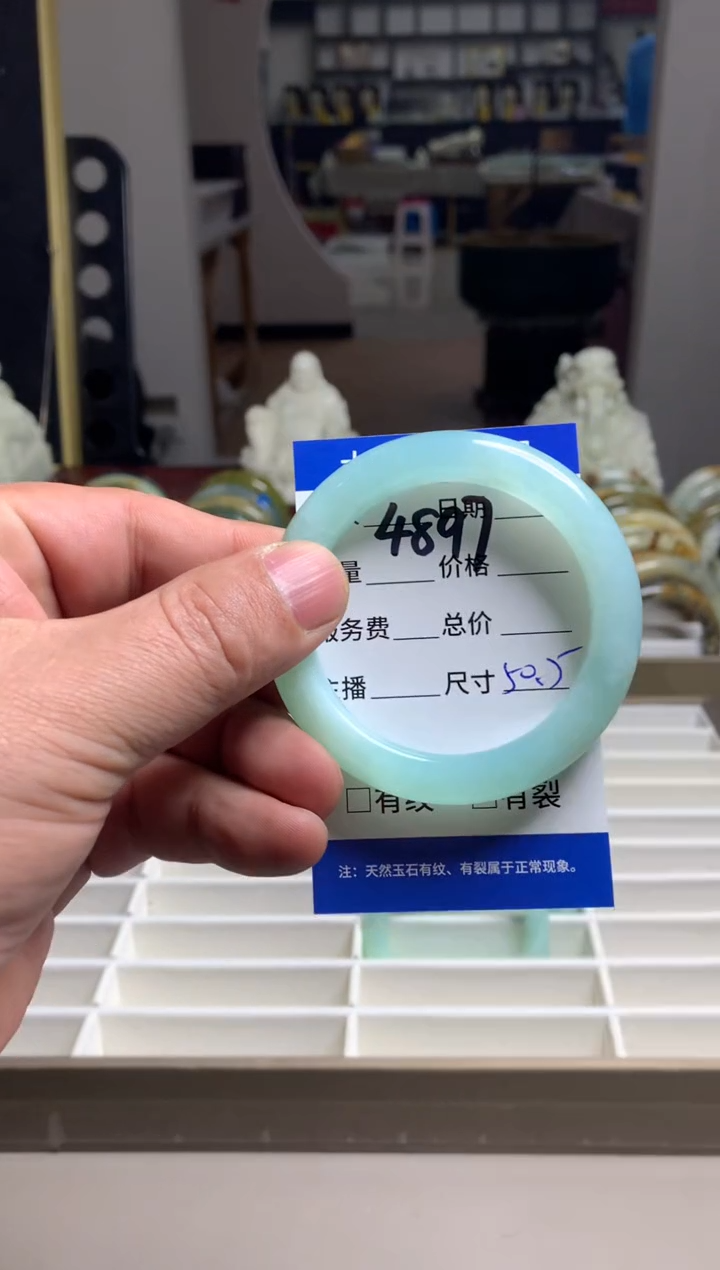 日期
4897
量 价格
服务费 总价
主播 尺寸 50.5
□有纹 □有裂
注：天然玉石有纹、有裂属于正常现象。